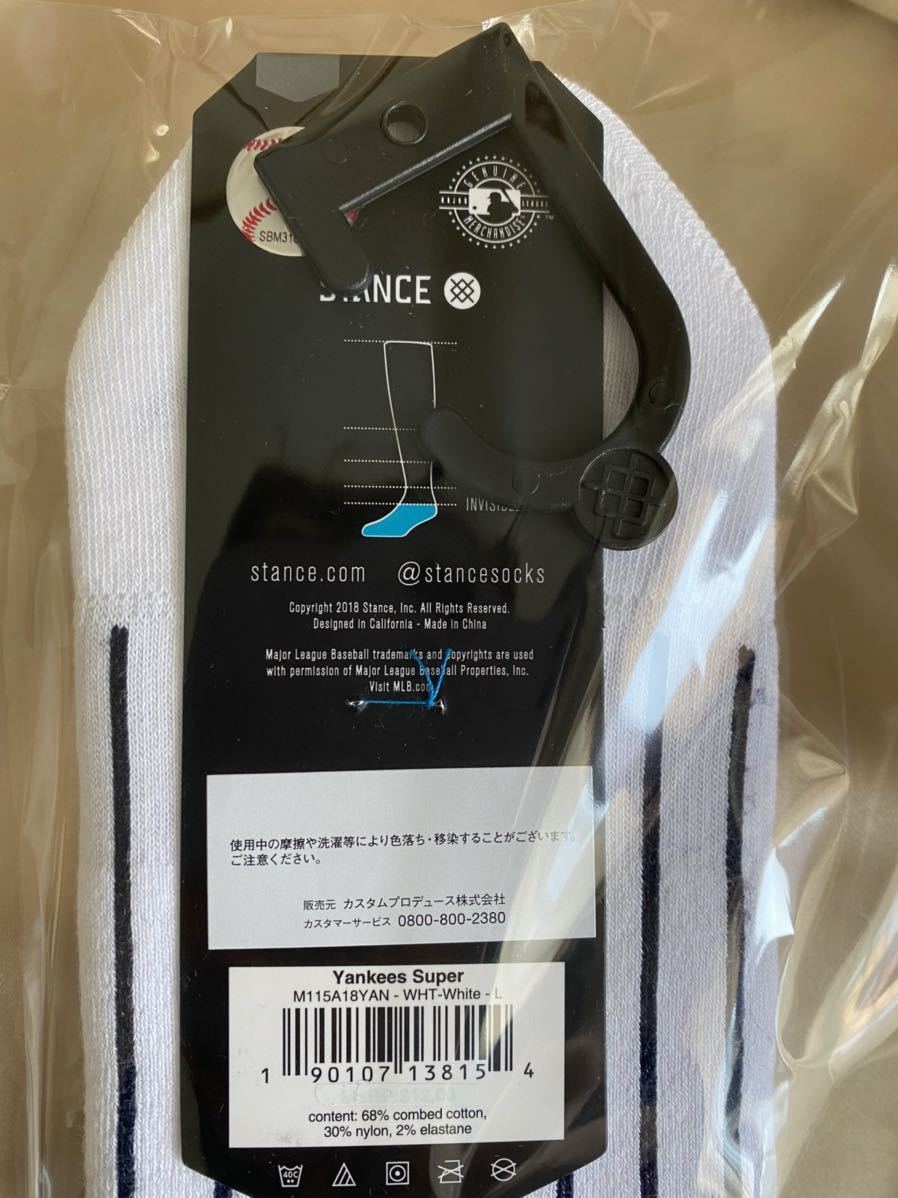 GENUINE
MAJOR LEAGUE
MERCHANDISE
TM
SBM318
STANCE
INVISIBLE
stance.com @stancesocks
Copyright 2018 Stance, Inc. All Rights Reserved.
Designed in California - Made in China
Major League Baseball trademarks and copyrights are used
with permission of Major League Baseball Properties, Inc.
Visit MLB.com
使用中の摩擦や洗濯等により色落ち・移染することがございます。
ご注意ください。
販売元 カスタムプロデュース株式会社
カスタマーサービス 0800-800-2380
Yankees Super
M115A18YAN - WHT-White - L
1 90107 13815 4
content: 68% combed cotton,
30% nylon, 2% elastane
40C